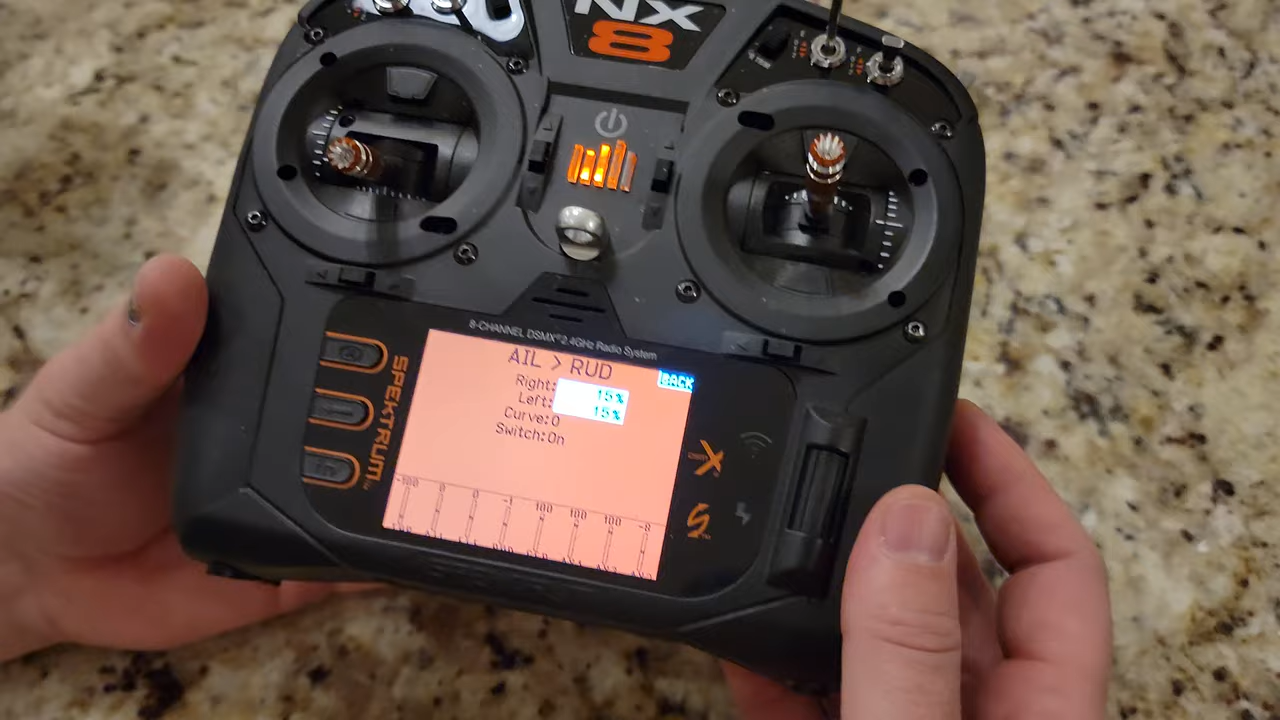 NX
8
8-CHANNEL DSMX® 2.4GHz Radio System
SPEKTRUM
AIL > RUD
BACK
Right: 15%
Left: 15%
Curve: 0
Switch: On
-100 0 0 -1 100 100 100 -8